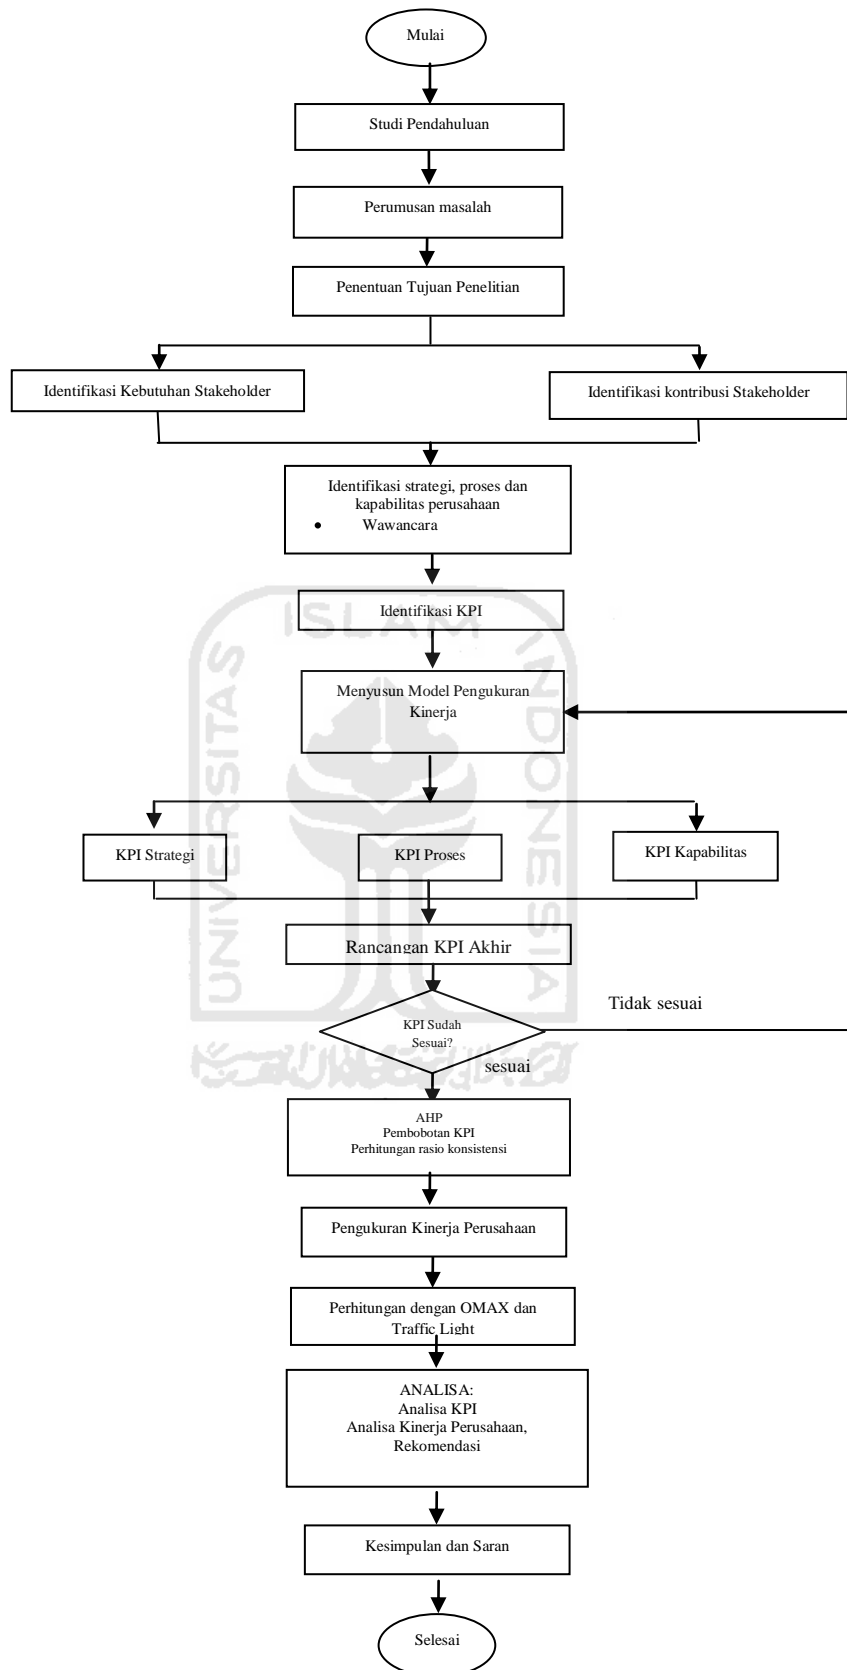 Mulai
Studi Pendahuluan
Perumusan masalah
Penentuan Tujuan Penelitian
Identifikasi Kebutuhan Stakeholder
Identifikasi kontribusi Stakeholder
Identifikasi strategi, proses dan
kapabilitas perusahaan
• Wawancara
Identifikasi KPI
Menyusun Model Pengukuran
Kinerja
KPI Strategi
KPI Proses
KPI Kapabilitas
Rancangan KPI Akhir
KPI Sudah
Sesuai?
Tidak sesuai
sesuai
AHP
Pembobotan KPI
Perhitungan rasio konsistensi
Pengukuran Kinerja Perusahaan
Perhitungan dengan OMAX dan
Traffic Light
ANALISA:
Analisa KPI
Analisa Kinerja Perusahaan,
Rekomendasi
Kesimpulan dan Saran
Selesai
UNIVERSITAS
ISLAM
INDONESIA